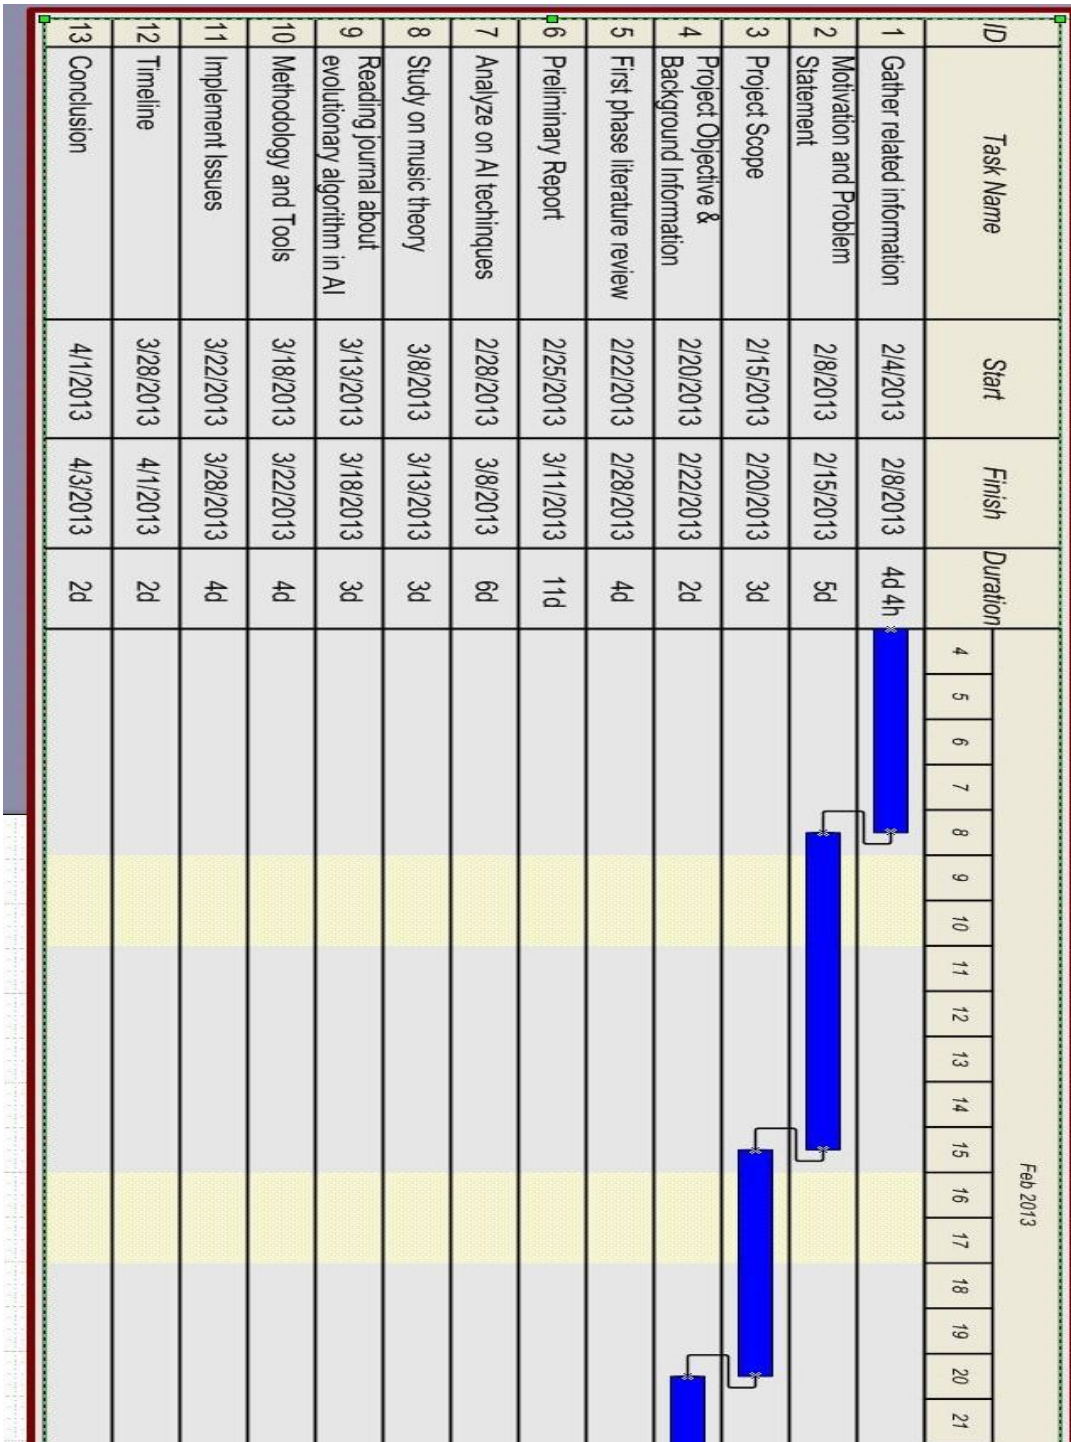 ID Task Name Start Finish Duration Feb 2013
4 5 6 7 8 9 10 11 12 13 14 15 16 17 18 19 20 21
1 Gather related information 2/4/2013 2/8/2013 4d 4h
2 Motivation and Problem
Statement 2/8/2013 2/15/2013 5d
3 Project Scope 2/15/2013 2/20/2013 3d
4 Project Objective &
Background Information 2/20/2013 2/22/2013 2d
5 First phase literature review 2/22/2013 2/28/2013 4d
6 Preliminary Report 2/25/2013 3/11/2013 11d
7 Analyze on AI techinques 2/28/2013 3/8/2013 6d
8 Study on music theory 3/8/2013 3/13/2013 3d
9 Reading journal about
evolutionary algorithm in AI 3/13/2013 3/18/2013 3d
10 Methodology and Tools 3/18/2013 3/22/2013 4d
11 Implement Issues 3/22/2013 3/28/2013 4d
12 Timeline 3/28/2013 4/1/2013 2d
13 Conclusion 4/1/2013 4/3/2013 2d